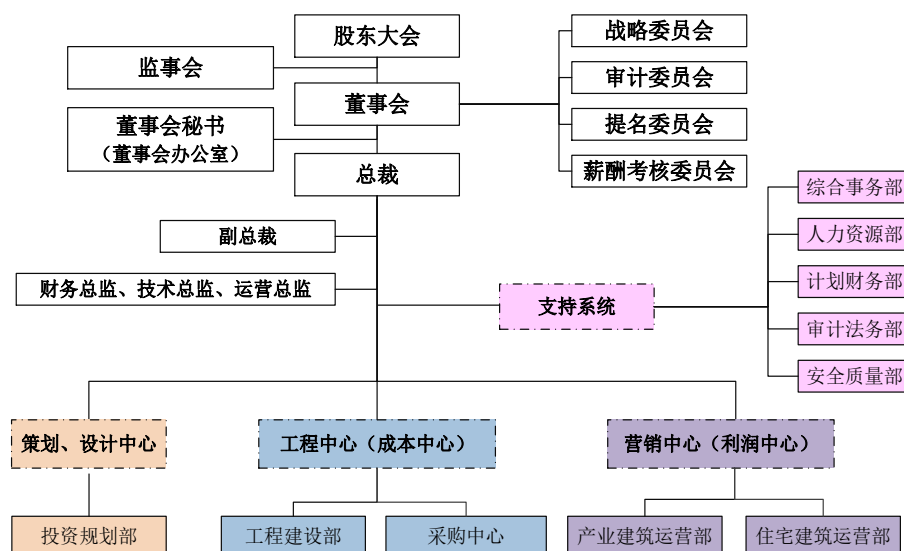 股东大会
监事会
董事会
董事会秘书
（董事会办公室）
总裁
战略委员会
审计委员会
提名委员会
薪酬考核委员会
副总裁
财务总监、技术总监、运营总监
支持系统
综合事务部
人力资源部
计划财务部
审计法务部
安全质量部
策划、设计中心
工程中心（成本中心）
营销中心（利润中心）
投资规划部
工程建设部
采购中心
产业建筑运营部
住宅建筑运营部